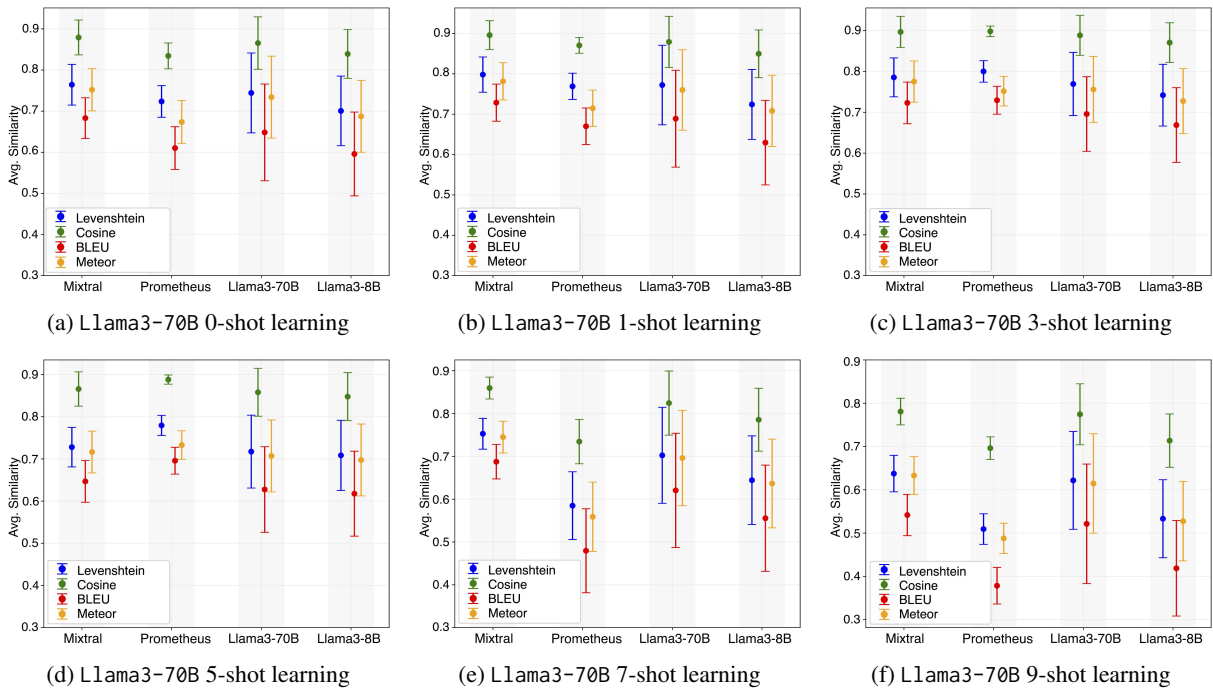 0.9
0.8
0.7
0.6
0.5
0.4
0.3
Avg. Similarity
Levenshtein
Cosine
BLEU
Meteor
Mixtral Prometheus Llama3-70B Llama3-8B
(a) Llama3-70B 0-shot learning
0.9
0.8
0.7
0.6
0.5
0.4
0.3
Avg. Similarity
Levenshtein
Cosine
BLEU
Meteor
Mixtral Prometheus Llama3-70B Llama3-8B
(b) Llama3-70B 1-shot learning
0.9
0.8
0.7
0.6
0.5
0.4
0.3
Avg. Similarity
Levenshtein
Cosine
BLEU
Meteor
Mixtral Prometheus Llama3-70B Llama3-8B
(c) Llama3-70B 3-shot learning
0.9
0.8
0.7
0.6
0.5
0.4
0.3
Avg. Similarity
Levenshtein
Cosine
BLEU
Meteor
Mixtral Prometheus Llama3-70B Llama3-8B
(d) Llama3-70B 5-shot learning
0.9
0.8
0.7
0.6
0.5
0.4
0.3
Avg. Similarity
Levenshtein
Cosine
BLEU
Meteor
Mixtral Prometheus Llama3-70B Llama3-8B
(e) Llama3-70B 7-shot learning
0.9
0.8
0.7
0.6
0.5
0.4
0.3
Avg. Similarity
Levenshtein
Cosine
BLEU
Meteor
Mixtral Prometheus Llama3-70B Llama3-8B
(f) Llama3-70B 9-shot learning